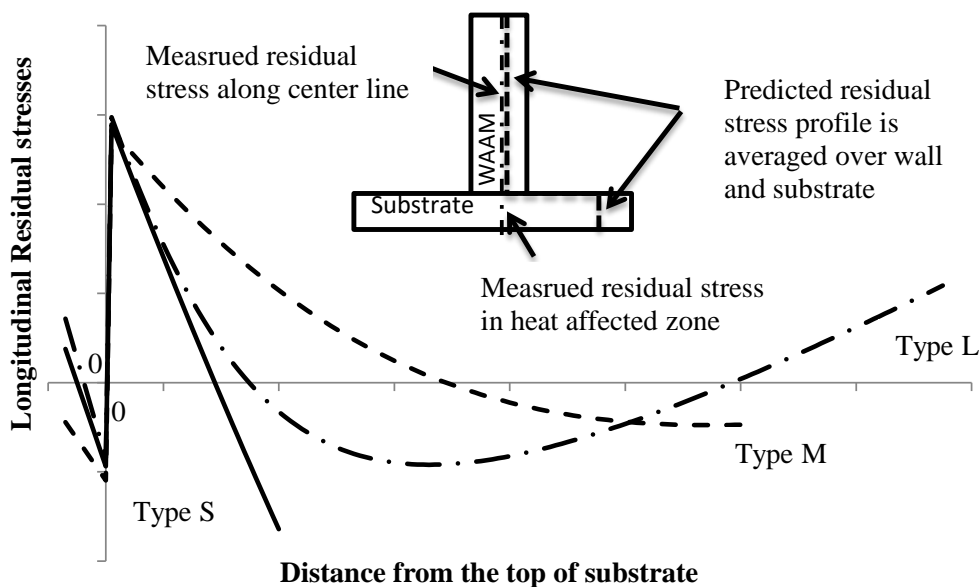 Longitudinal Residual stresses
Measrued residual
stress along center line
WAAM
Substrate
Predicted residual
stress profile is
averaged over wall
and substrate
Measrued residual stress
in heat affected zone
0
0
Type L
Type M
Type S
Distance from the top of substrate